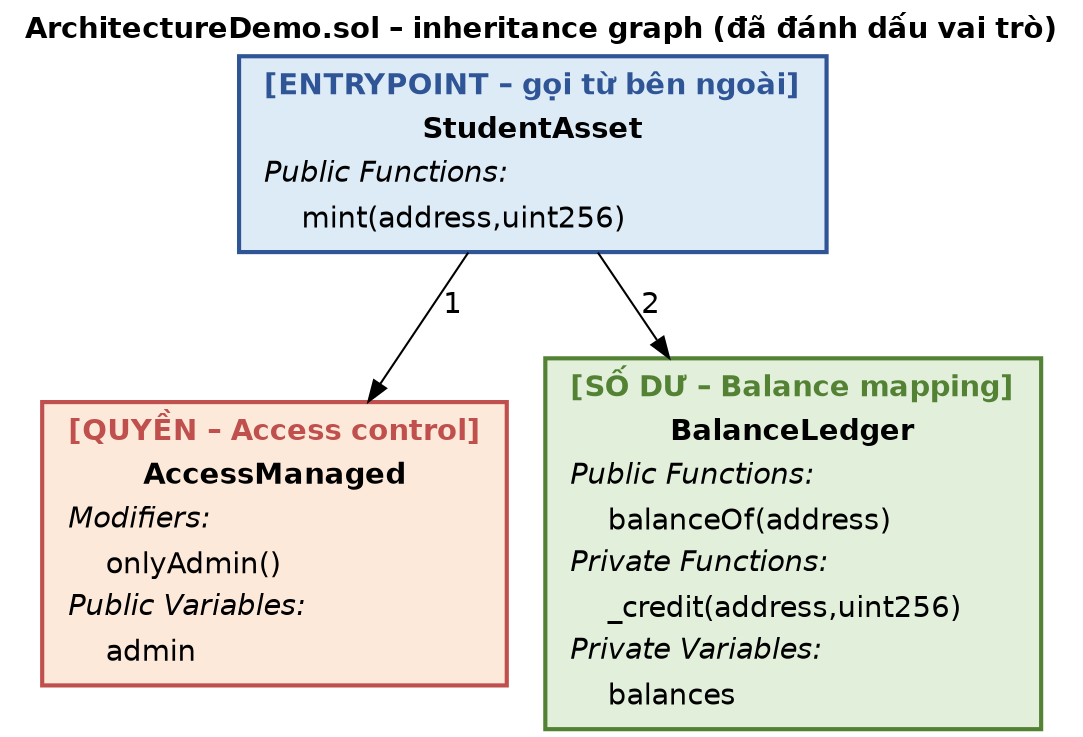 ArchitectureDemo.sol – inheritance graph (đã đánh dấu vai trò)
[ENTRYPOINT – gọi từ bên ngoài]
StudentAsset
Public Functions:
mint(address,uint256)
1
2
[QUYỀN – Access control]
AccessManaged
Modifiers:
onlyAdmin()
Public Variables:
admin
[SỐ DƯ – Balance mapping]
BalanceLedger
Public Functions:
balanceOf(address)
Private Functions:
_credit(address,uint256)
Private Variables:
balances